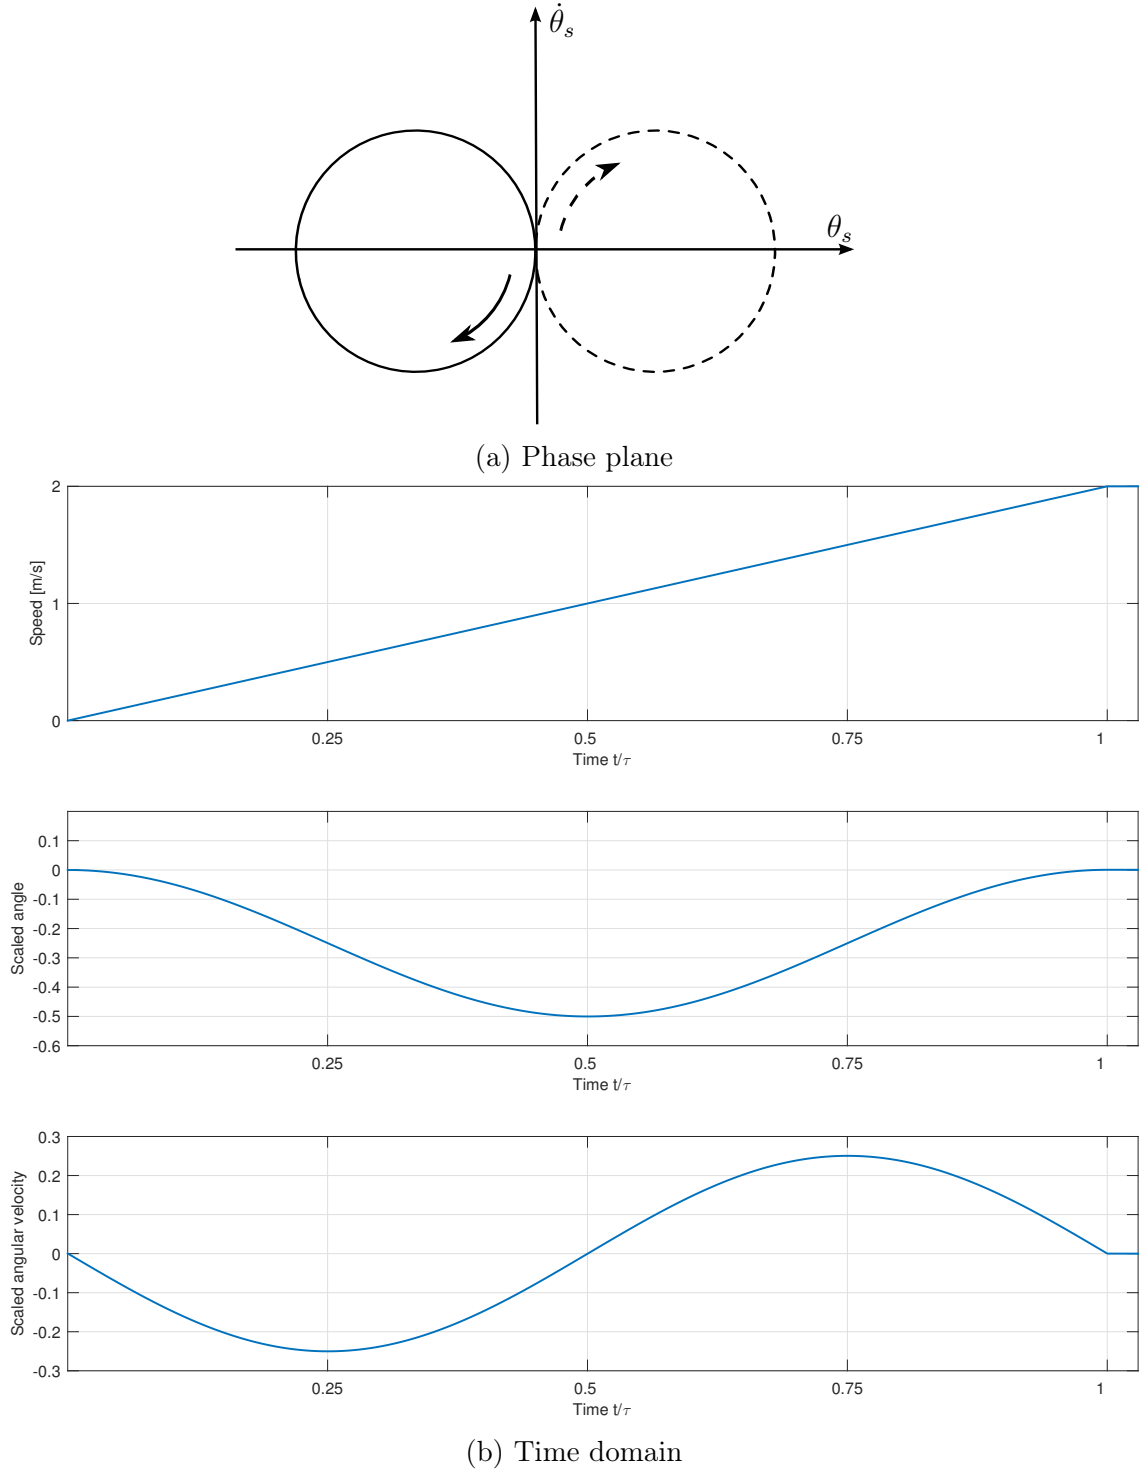 θ̇ₛ
θₛ
(a) Phase plane
2
1
0
Speed [m/s]
0.25 0.5 0.75 1
Time t/τ
0.1
0
-0.1
-0.2
-0.3
-0.4
-0.5
-0.6
Scaled angle
0.25 0.5 0.75 1
Time t/τ
0.3
0.2
0.1
0
-0.1
-0.2
-0.3
Scaled angular velocity
0.25 0.5 0.75 1
Time t/τ
(b) Time domain